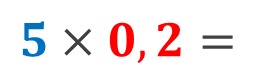 5 × 0,2 =